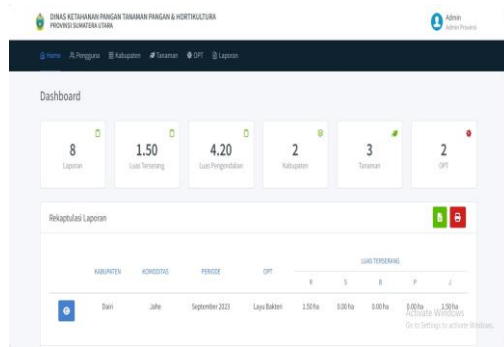 DINAS KETAHANAN PANGAN TANAMAN PANGAN & HORTIKULTURA
PROVINSI SUMATERA UTARA
Admin
Admin Provinsi
Home Pengguna Kabupaten Tanaman OPT Laporan
Dashboard
8 1.50 4.20 2 3 2
Laporan Luas Terserang Luas Pengendalian Kabupaten Tanaman OPT
Rekaptulasi Laporan
LUAS TERSERANG
KABUPATEN KOMODITAS PERIODE OPT
R S B P J
Dairi Jahe September 2023 Layu Bakteri 1.50 ha 0.00 ha 0.00 ha 0.00 ha 1.50 ha
Activate Windows
Go to Settings to activate Windows.